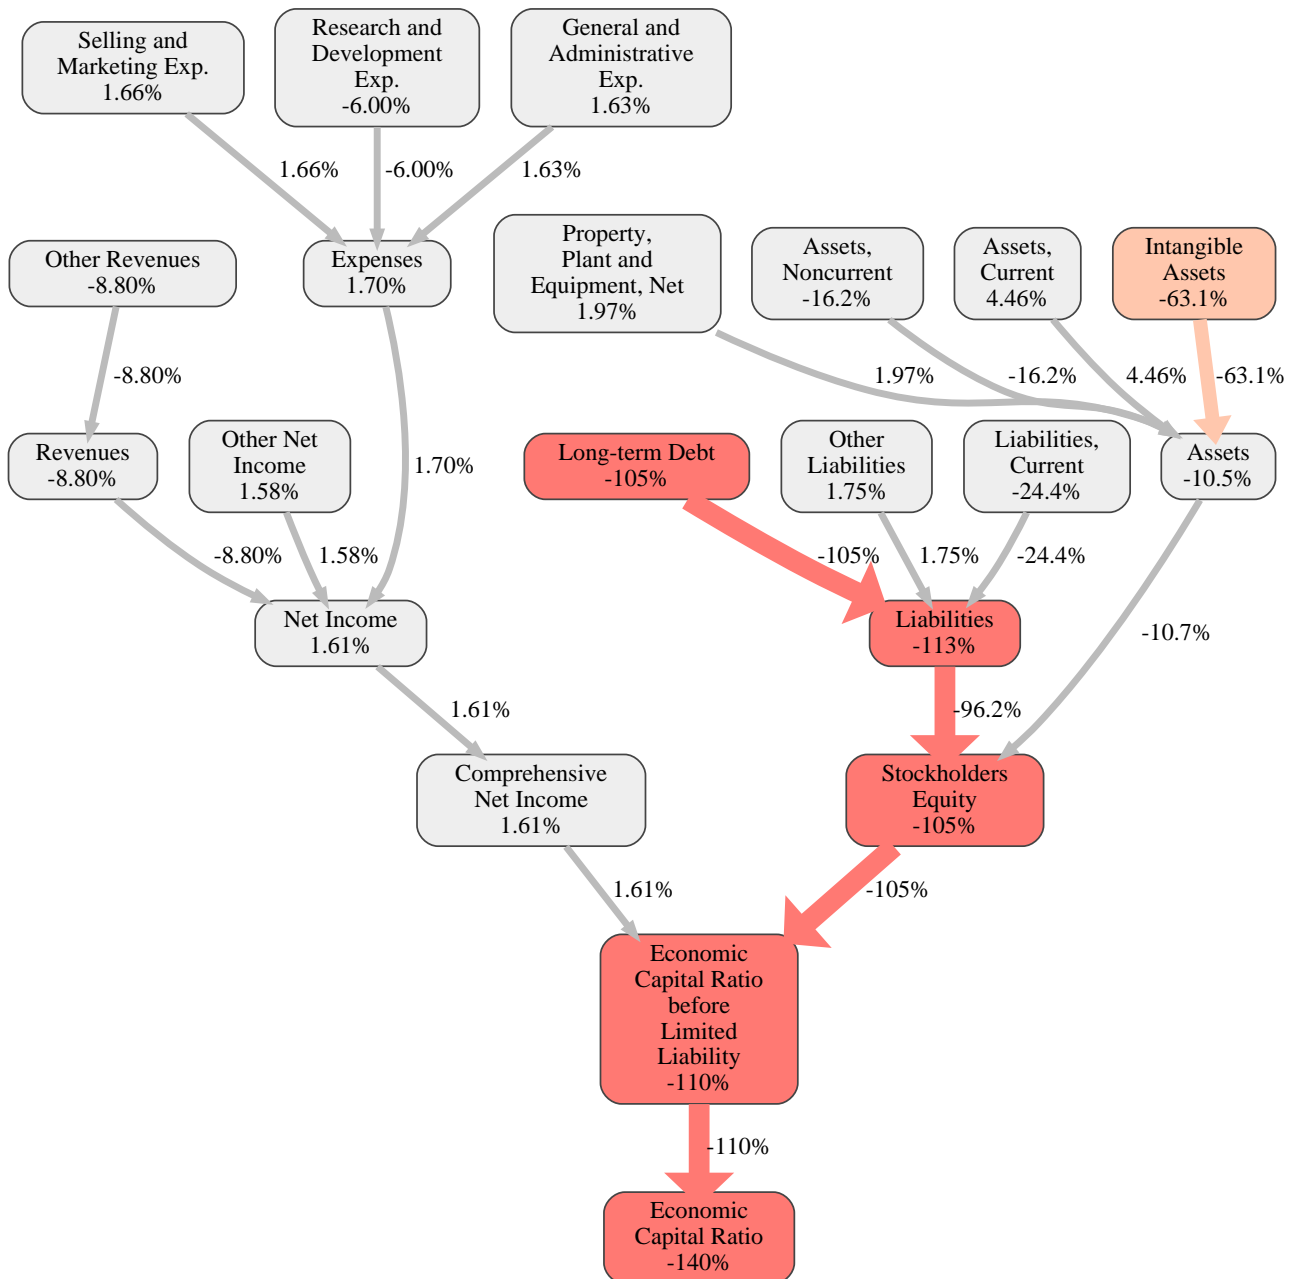 Selling and
Marketing Exp.
1.66%
Research and
Development
Exp.
-6.00%
General and
Administrative
Exp.
1.63%
1.66%
-6.00%
1.63%
Other Revenues
-8.80%
Expenses
1.70%
Property,
Plant and
Equipment, Net
1.97%
Assets,
Noncurrent
-16.2%
Assets,
Current
4.46%
Intangible
Assets
-63.1%
-8.80%
1.97%
-16.2%
4.46%
-63.1%
Revenues
-8.80%
Other Net
Income
1.58%
1.70%
Long-term Debt
-105%
Other
Liabilities
1.75%
Liabilities,
Current
-24.4%
Assets
-10.5%
-8.80%
1.58%
-105%
1.75%
-24.4%
Net Income
1.61%
Liabilities
-113%
-10.7%
1.61%
-96.2%
Comprehensive
Net Income
1.61%
Stockholders
Equity
-105%
1.61%
-105%
Economic
Capital Ratio
before
Limited
Liability
-110%
-110%
Economic
Capital Ratio
-140%